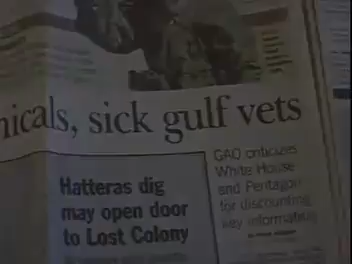 nicals, sick gulf vets
Hatteras dig
may open door
to Lost Colony
GAO criticizes
White House
and Pentagon
for discounting
key information